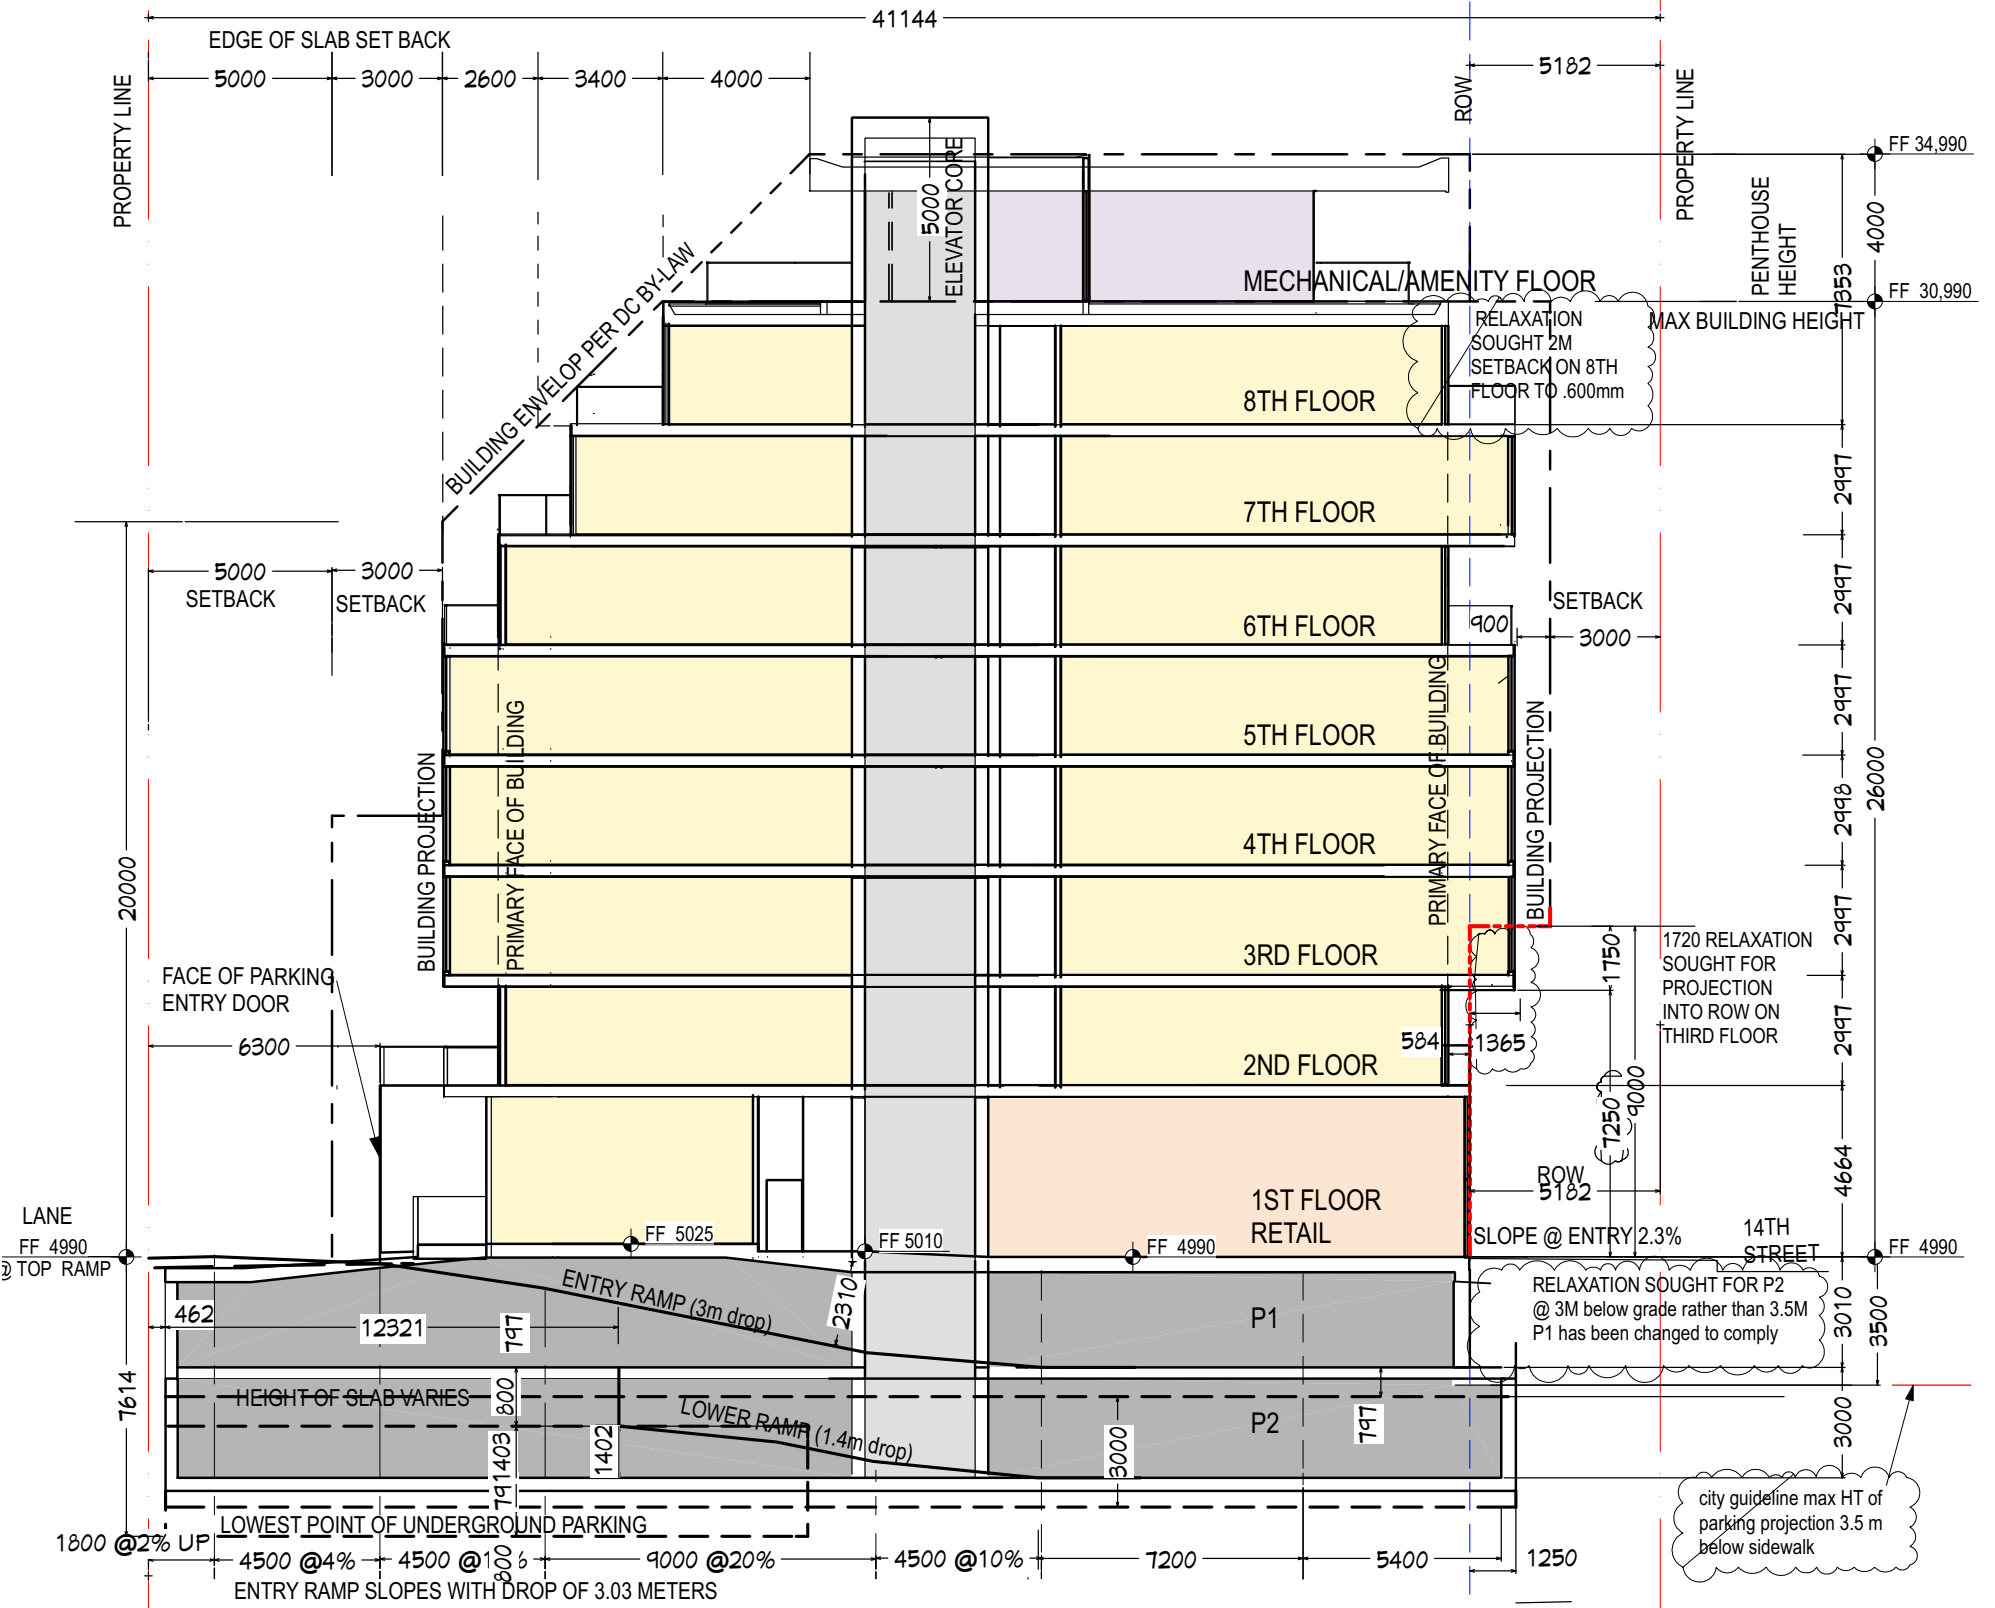 41144
EDGE OF SLAB SET BACK
5000 3000 2600 3400 4000
5182
PROPERTY LINE
ROW
PROPERTY LINE
FF 34,990
ELEVATOR CORE
5000
PENTHOUSE
HEIGHT
4000
7353
BUILDING ENVELOP PER DC BY-LAW
MECHANICAL/AMENITY FLOOR
FF 30,990
MAX BUILDING HEIGHT
RELAXATION
SOUGHT 2M
SETBACK ON 8TH
FLOOR TO .600mm
8TH FLOOR
2997
7TH FLOOR
5000 3000
SETBACK SETBACK
2997
6TH FLOOR
900
SETBACK
3000
2997
5TH FLOOR
26000
2998
4TH FLOOR
BUILDING PROJECTION
PRIMARY FACE OF BUILDING
PRIMARY FACE OF BUILDING
BUILDING PROJECTION
20000
2997
3RD FLOOR
1750
1720 RELAXATION
SOUGHT FOR
PROJECTION
INTO ROW ON
THIRD FLOOR
FACE OF PARKING
ENTRY DOOR
6300
584
1365
2997
2ND FLOOR
7250
9000
4664
ROW
5182
1ST FLOOR
RETAIL
SLOPE @ ENTRY 2.3%
14TH
STREET
LANE
FF 4990
@ TOP RAMP
FF 5025
FF 5010
FF 4990
FF 4990
RELAXATION SOUGHT FOR P2
@ 3M below grade rather than 3.5M
P1 has been changed to comply
ENTRY RAMP (3m drop)
2310
P1
462
12321
797
3010
3500
7614
HEIGHT OF SLAB VARIES
800
LOWER RAMP (1.4m drop)
P2
797
1402
1403
791
3000
3000
city guideline max HT of
parking projection 3.5 m
below sidewalk
LOWEST POINT OF UNDERGROUND PARKING
1800 @2% UP
4500 @4%
4500 @1 %
800
9000 @20%
4500 @10%
7200
5400
1250
ENTRY RAMP SLOPES WITH DROP OF 3.03 METERS